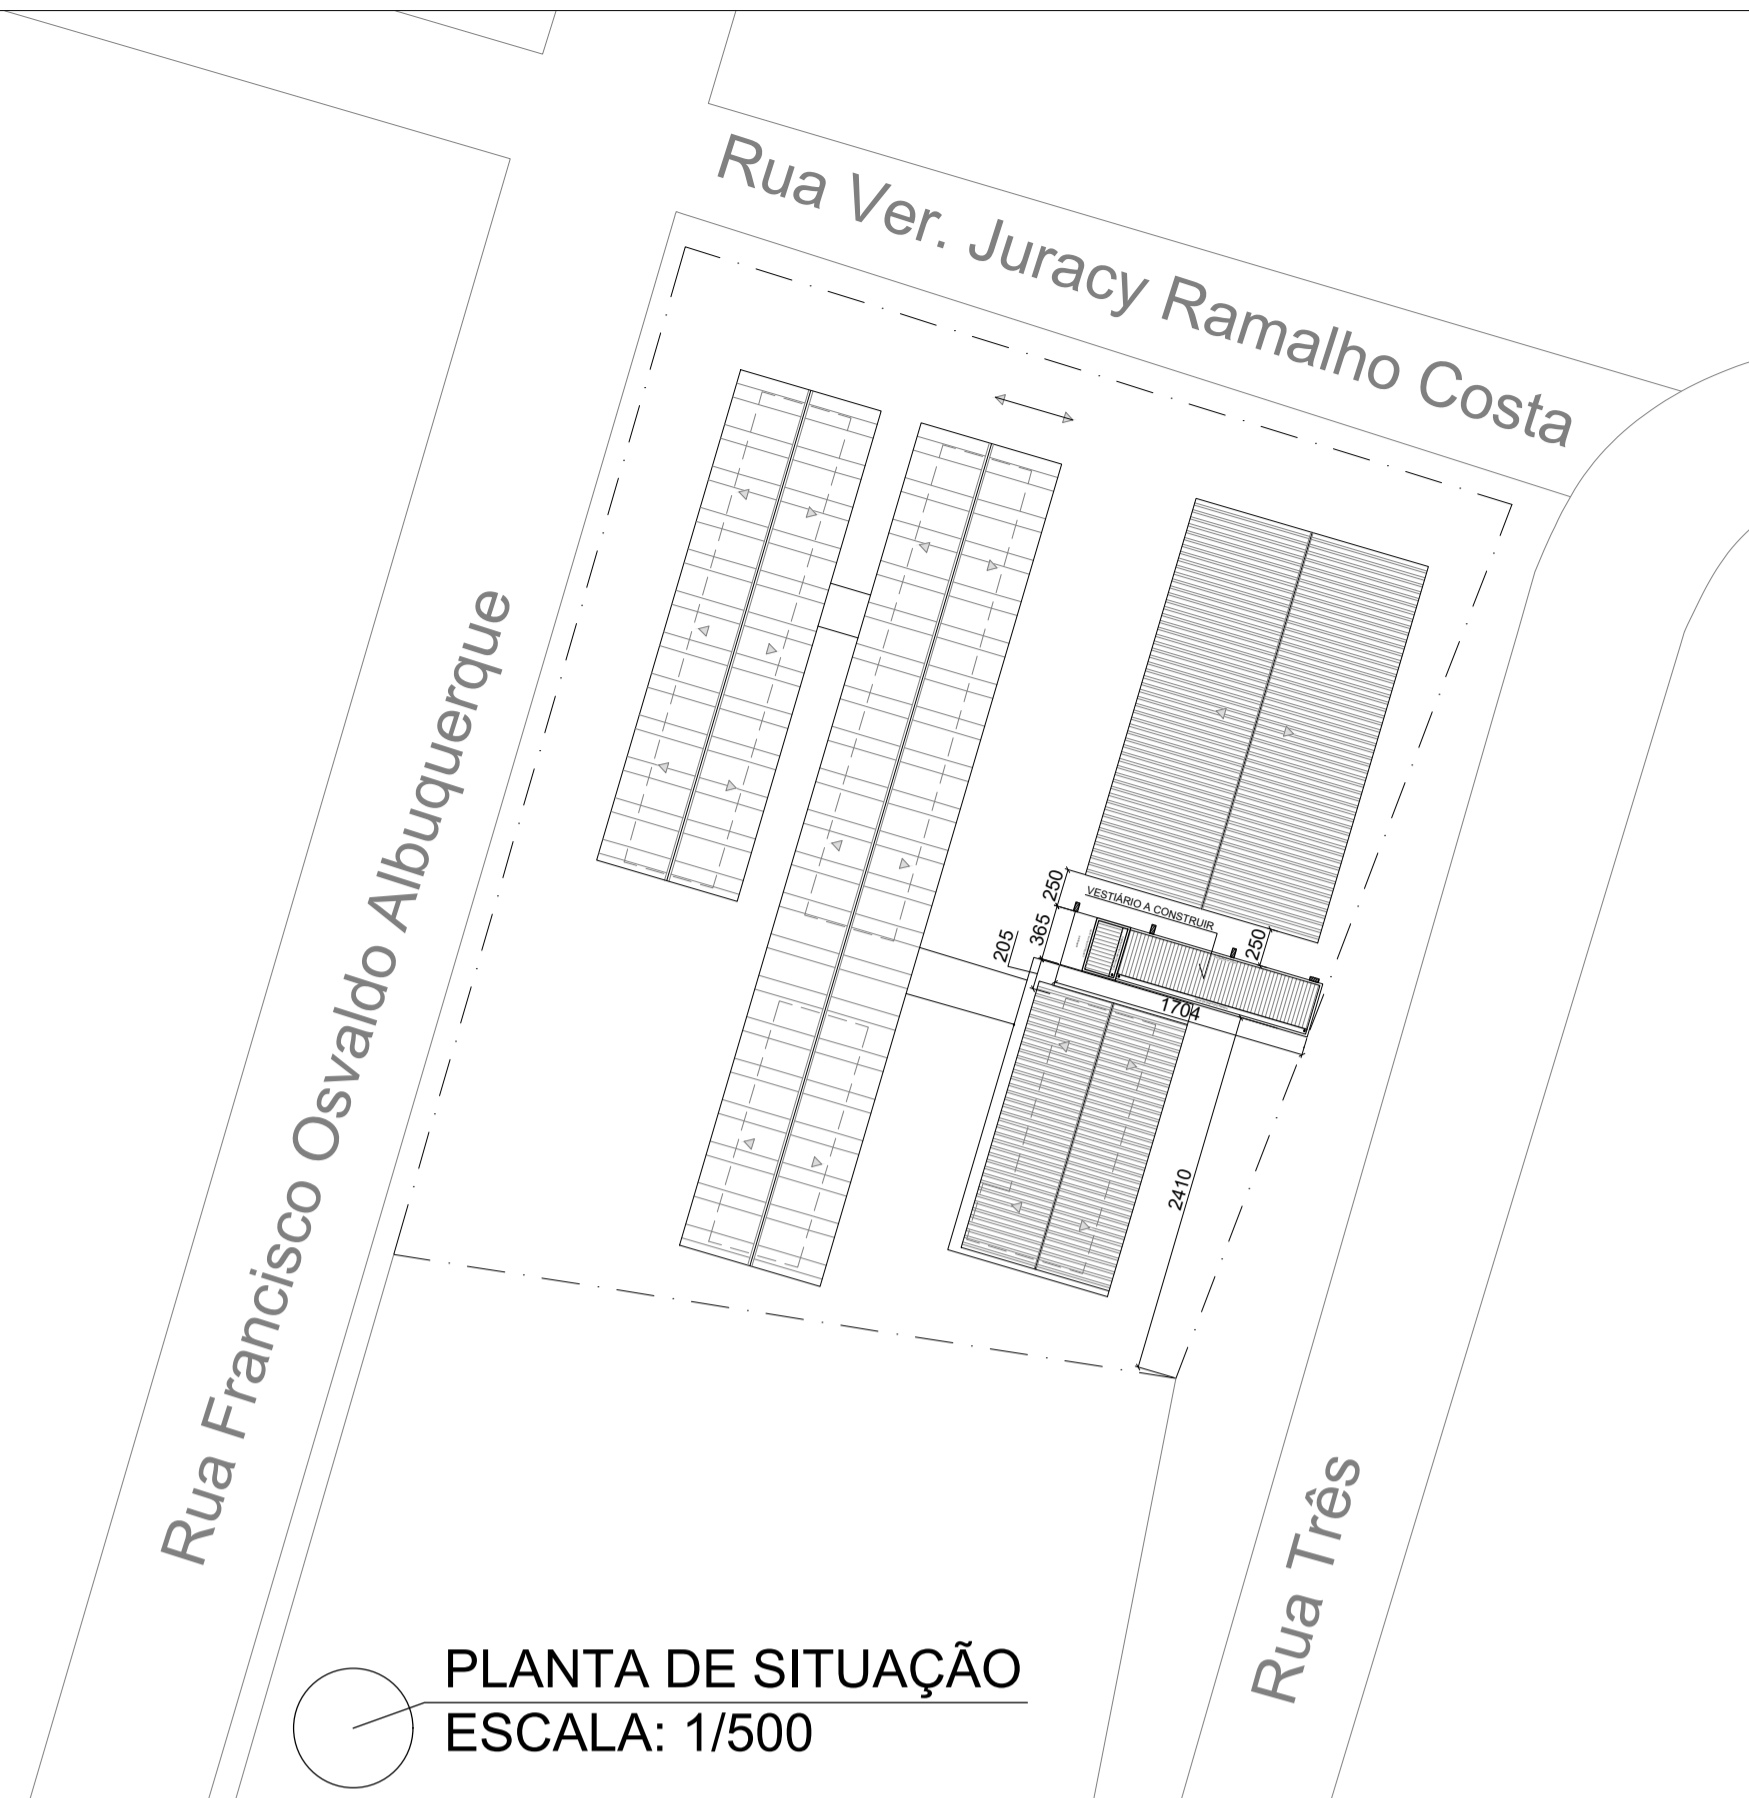 Rua Ver. Juracy Ramalho Costa
Rua Francisco Osvaldo Albuquerque
250
VESTIÁRIO A CONSTRUIR
365
205
250
1704
2410
Rua Três
PLANTA DE SITUAÇÃO
ESCALA: 1/500